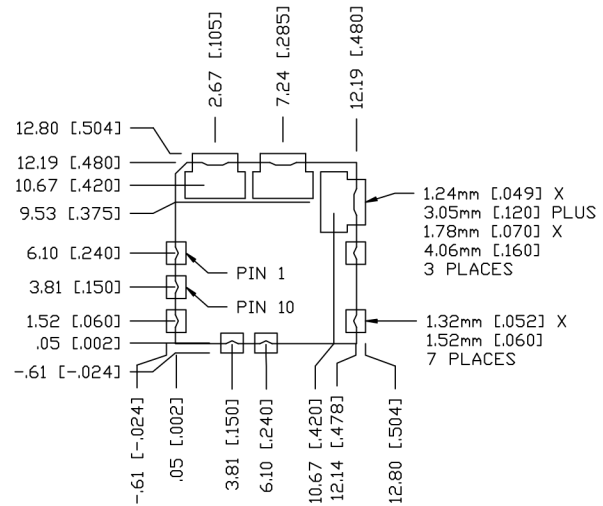 2.67 [.105]
7.24 [.285]
12.19 [.480]
12.80 [.504]
12.19 [.480]
10.67 [.420]
9.53 [.375]
6.10 [.240]
3.81 [.150]
1.52 [.060]
.05 [.002]
-.61 [-.024]
PIN 1
PIN 10
1.24mm [.049] X
3.05mm [.120] PLUS
1.78mm [.070] X
4.06mm [.160]
3 PLACES
1.32mm [.052] X
1.52mm [.060]
7 PLACES
-.61 [-.024]
.05 [.002]
3.81 [.150]
6.10 [.240]
10.67 [.420]
12.14 [.478]
12.80 [.504]